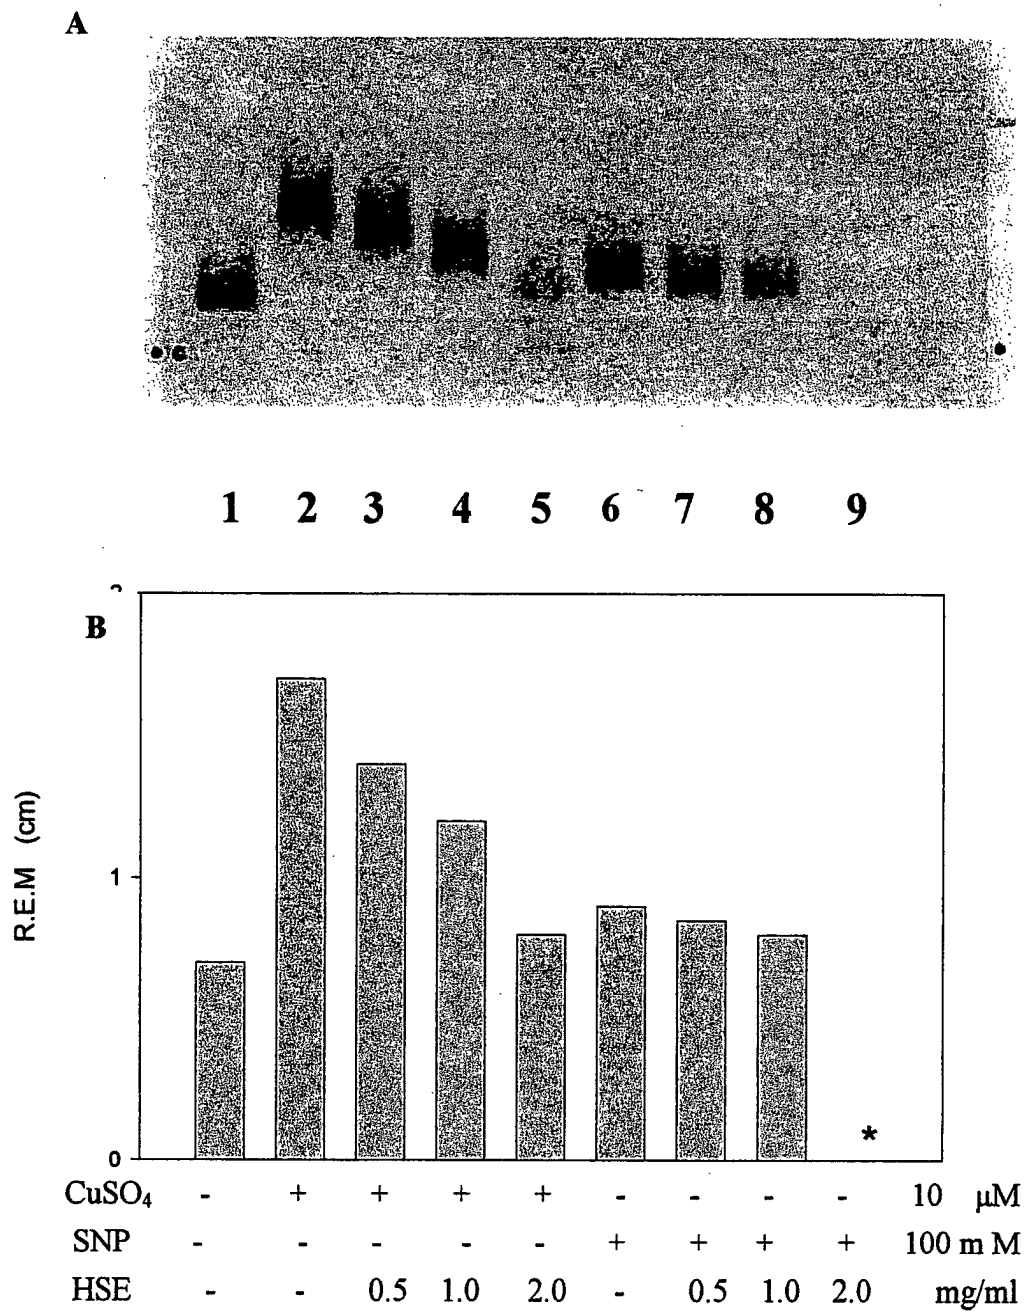 A
1 2 3 4 5 6 7 8 9
B
R.E.M (cm)
1
0
*
CuSO₄ - + + + + - - - - 10 μM
SNP - - - - - + + + + 100 m M
HSE - - 0.5 1.0 2.0 - 0.5 1.0 2.0 mg/ml